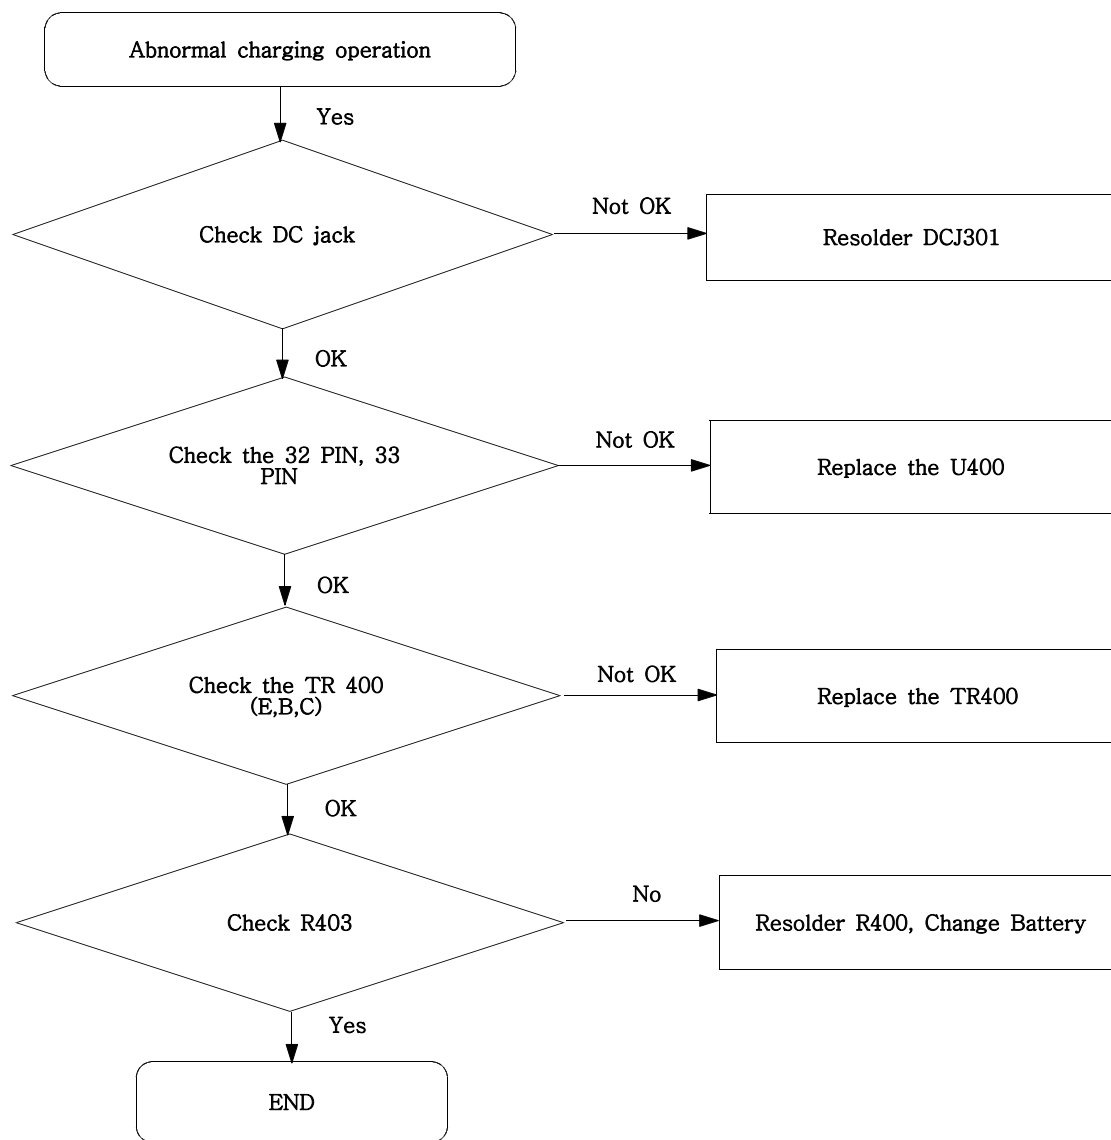 Abnormal charging operation
Yes
Check DC jack
Not OK
Resolder DCJ301
OK
Check the 32 PIN, 33
PIN
Not OK
Replace the U400
OK
Check the TR 400
(E,B,C)
Not OK
Replace the TR400
OK
Check R403
No
Resolder R400, Change Battery
Yes
END